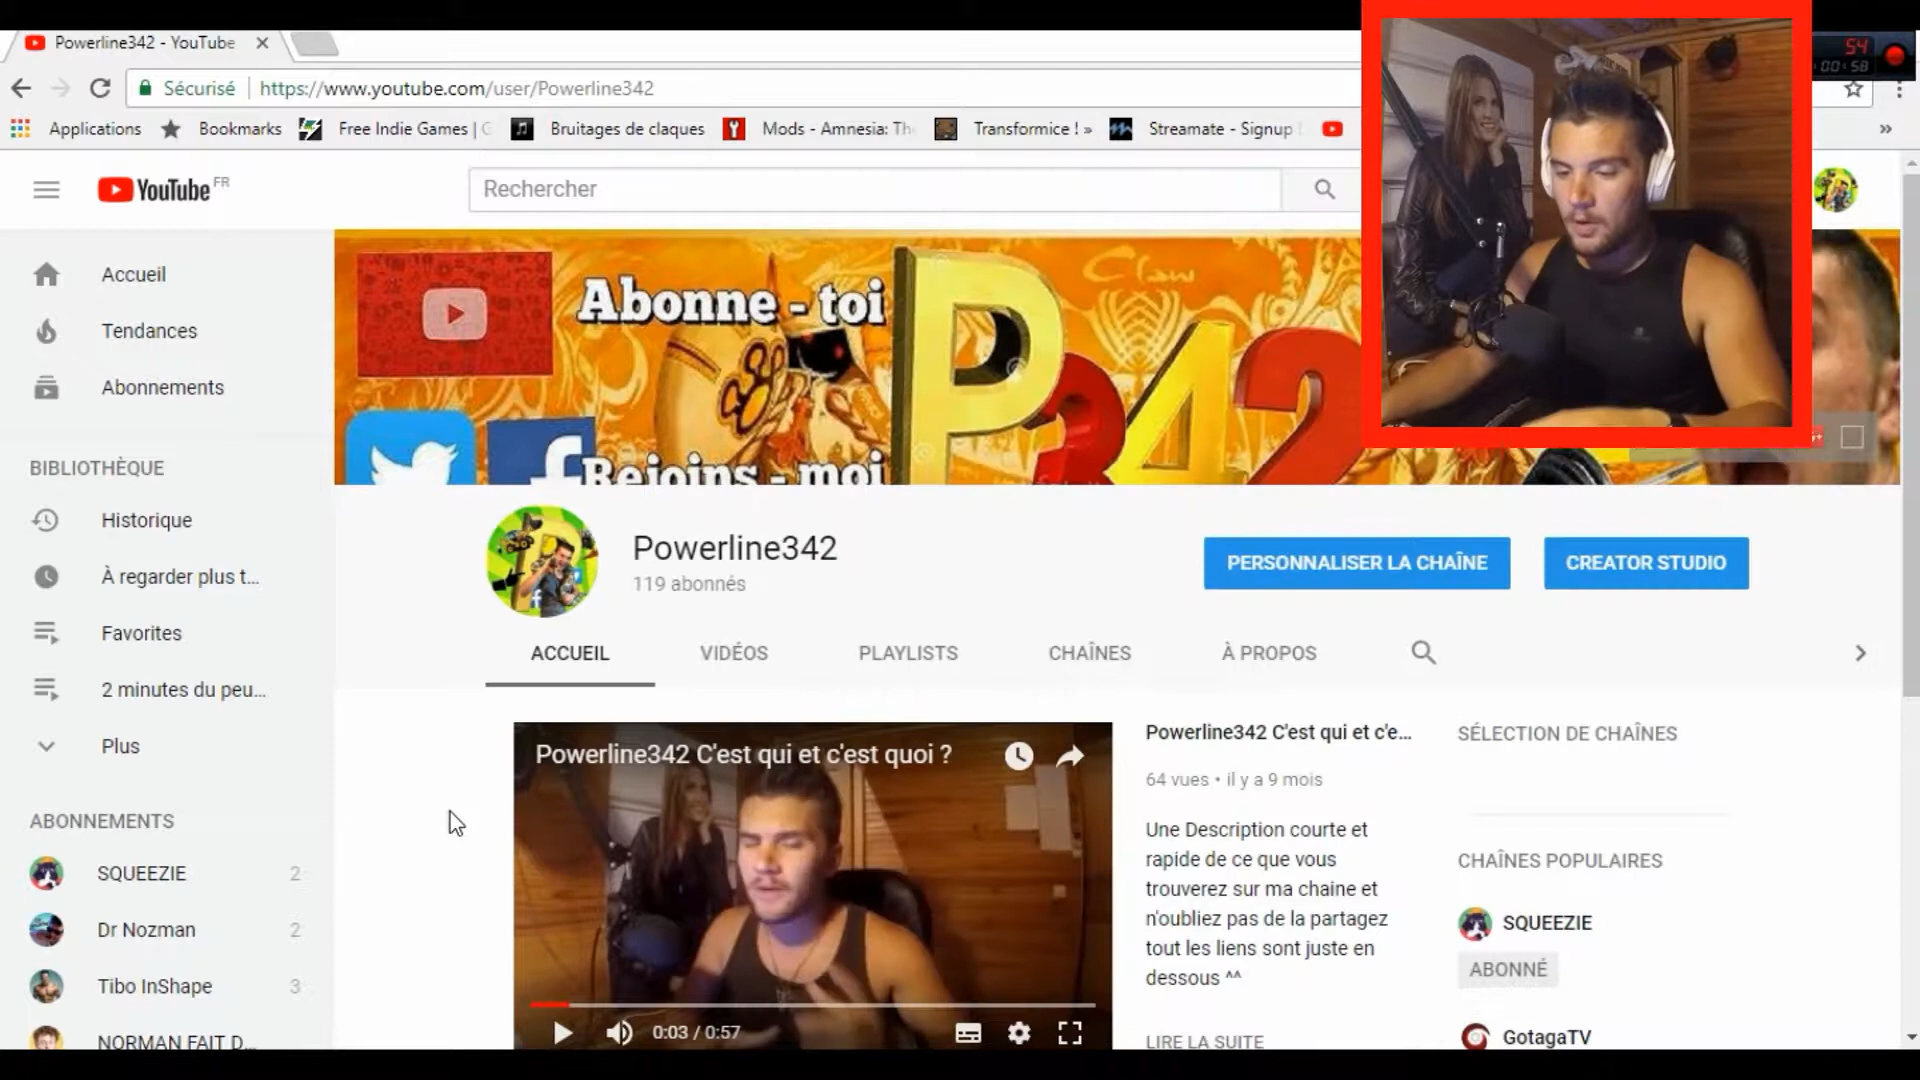 Powerline342 - YouTube
54
00:58
Sécurisé
https://www.youtube.com/user/Powerline342
Applications
Bookmarks
Free Indie Games |
Bruitages de claques
Mods - Amnesia: Th
Transformice ! »
Streamate - Signup
»
YouTube FR
Rechercher
Accueil
Tendances
Abonnements
BIBLIOTHÈQUE
Historique
À regarder plus t...
Favorites
2 minutes du peu...
Plus
ABONNEMENTS
SQUEEZIE 2
Dr Nozman 2
Tibo InShape 3
NORMAN FAIT D...
Abonne - toi
Rejoins - moi
P342
Claw
Powerline342
119 abonnés
PERSONNALISER LA CHAÎNE
CREATOR STUDIO
ACCUEIL
VIDÉOS
PLAYLISTS
CHAÎNES
À PROPOS
Powerline342 C'est qui et c'est quoi ?
0:03 / 0:57
Powerline342 C'est qui et c'e...
64 vues • il y a 9 mois
Une Description courte et
rapide de ce que vous
trouverez sur ma chaine et
n'oubliez pas de la partagez
tout les liens sont juste en
dessous ^^
LIRE LA SUITE
SÉLECTION DE CHAÎNES
CHAÎNES POPULAIRES
SQUEEZIE
ABONNÉ
GotagaTV